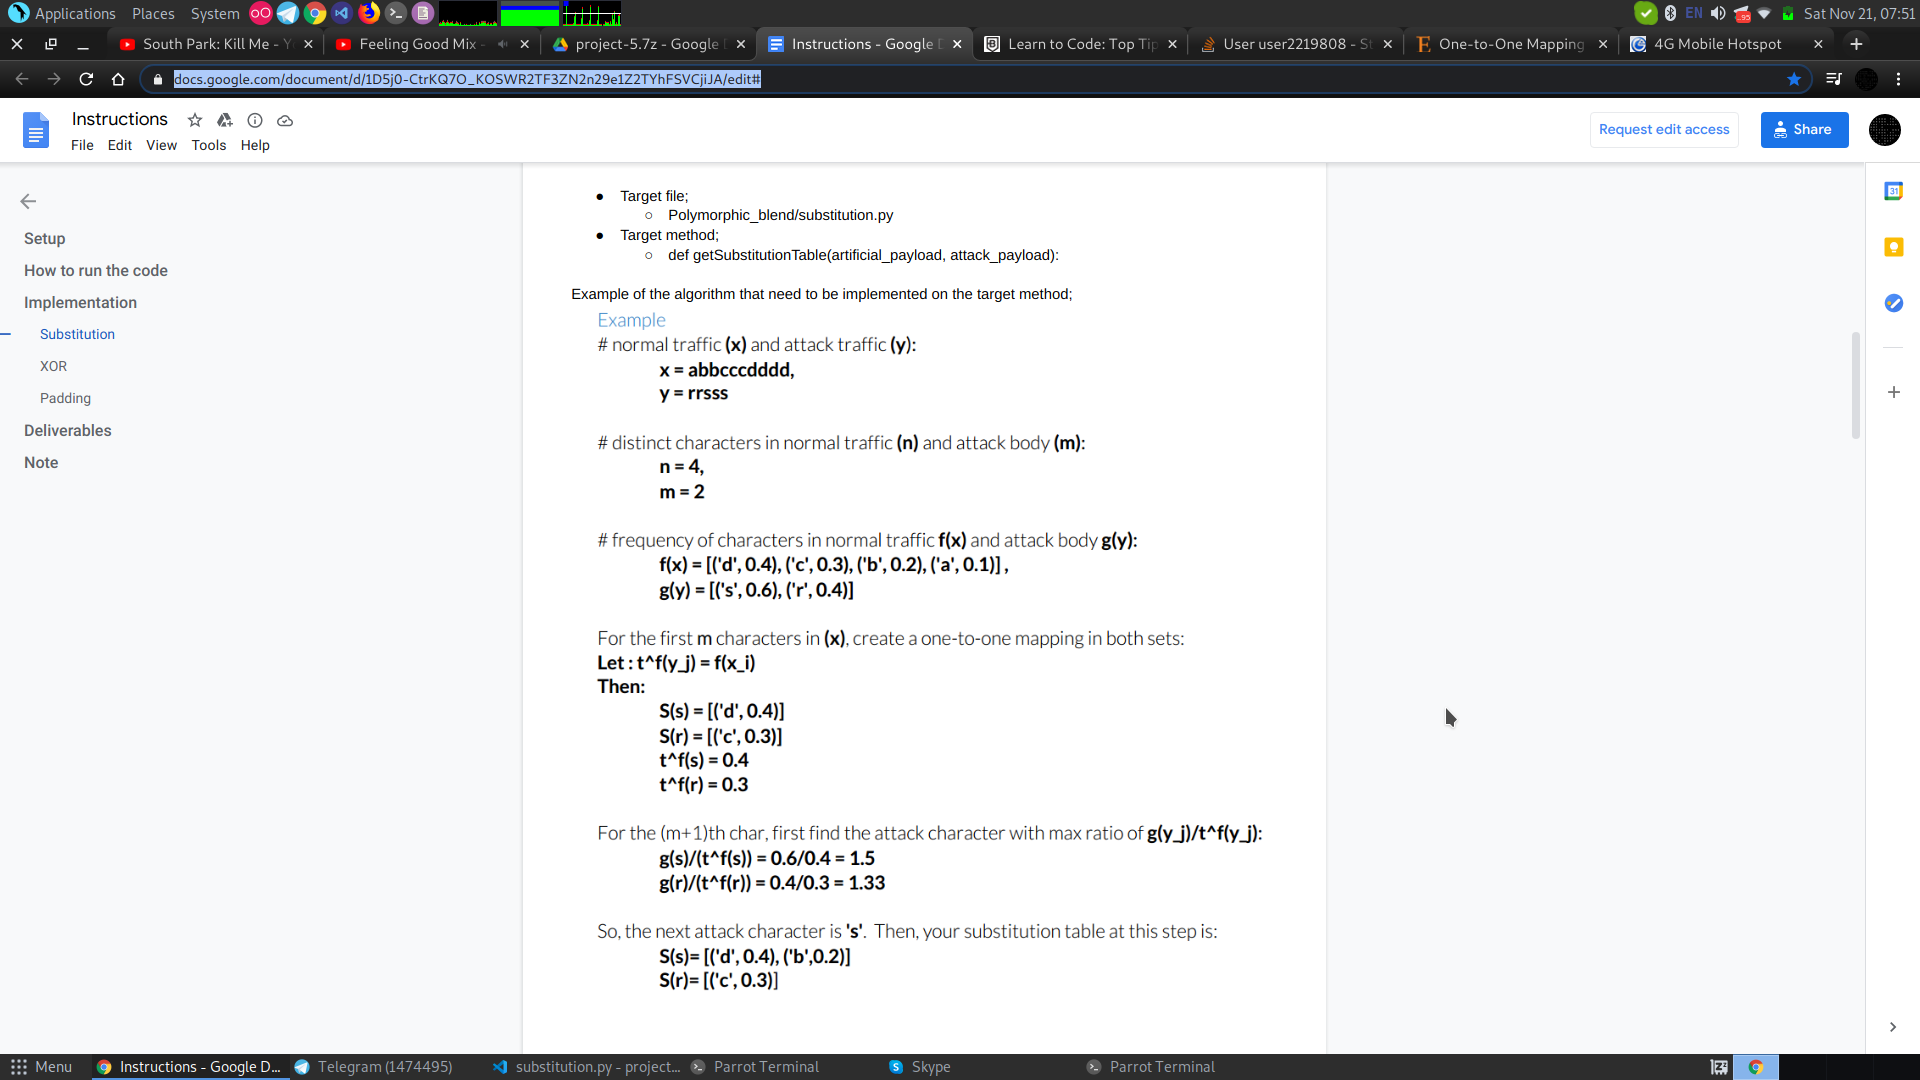 Applications Places System EN Sat Nov 21, 07:51
South Park: Kill Me - Y
Feeling Good Mix -
project-5.7z - Google
Instructions - Google D
Learn to Code: Top Tip
User user2219808 - St
One-to-One Mapping
4G Mobile Hotspot
docs.google.com/document/d/1D5j0-CtrKQ7O_KOSWR2TF3ZN2n29e1Z2TYhFSVCjiJA/edit#
Instructions
File Edit View Tools Help
Request edit access
Share
Setup
How to run the code
Implementation
Substitution
XOR
Padding
Deliverables
Note
● Target file;
○ Polymorphic_blend/substitution.py
● Target method;
○ def getSubstitutionTable(artificial_payload, attack_payload):
Example of the algorithm that need to be implemented on the target method;
Example
# normal traffic (x) and attack traffic (y):
x = abbcccdddd,
y = rrsss
# distinct characters in normal traffic (n) and attack body (m):
n = 4,
m = 2
# frequency of characters in normal traffic f(x) and attack body g(y):
f(x) = [('d', 0.4), ('c', 0.3), ('b', 0.2), ('a', 0.1)] ,
g(y) = [('s', 0.6), ('r', 0.4)]
For the first m characters in (x), create a one-to-one mapping in both sets:
Let : t^f(y_j) = f(x_i)
Then:
S(s) = [('d', 0.4)]
S(r) = [('c', 0.3)]
t^f(s) = 0.4
t^f(r) = 0.3
For the (m+1)th char, first find the attack character with max ratio of g(y_j)/t^f(y_j):
g(s)/(t^f(s)) = 0.6/0.4 = 1.5
g(r)/(t^f(r)) = 0.4/0.3 = 1.33
So, the next attack character is 's'. Then, your substitution table at this step is:
S(s)= [('d', 0.4), ('b',0.2)]
S(r)= [('c', 0.3)]
31
Menu
Instructions - Google D...
Telegram (1474495)
substitution.py - project...
Parrot Terminal
Skype
Parrot Terminal